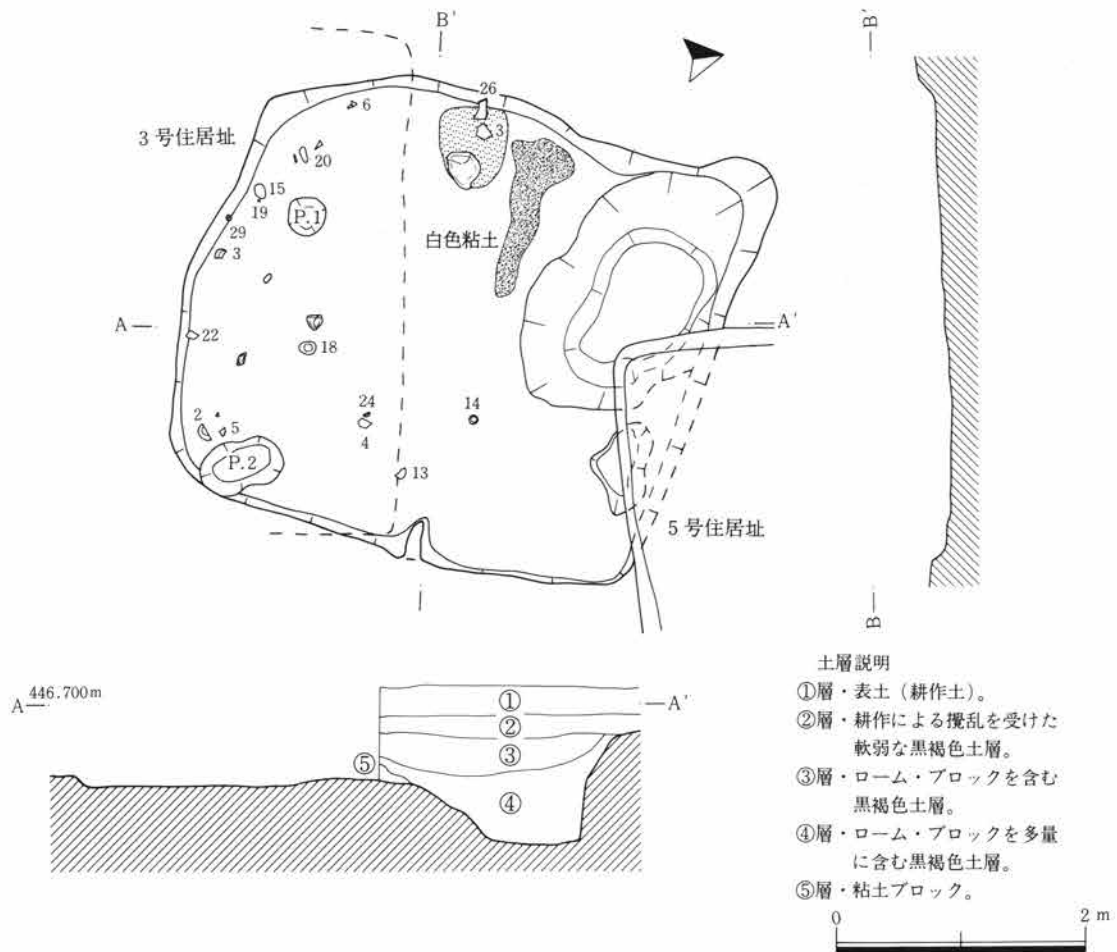 B'
B'
26
6
3
3号住居址
20
15
P.1
19
29
白色粘土
3
A
A'
22
18
24
14
2
5
4
P.2
13
5号住居址
B
446.700m
A
A'
①
②
③
⑤
④
土層説明
①層・表土(耕作土)。
②層・耕作による攪乱を受けた
軟弱な黒褐色土層。
③層・ローム・ブロックを含む
黒褐色土層。
④層・ローム・ブロックを多量
に含む黒褐色土層。
⑤層・粘土ブロック。
0
2 m